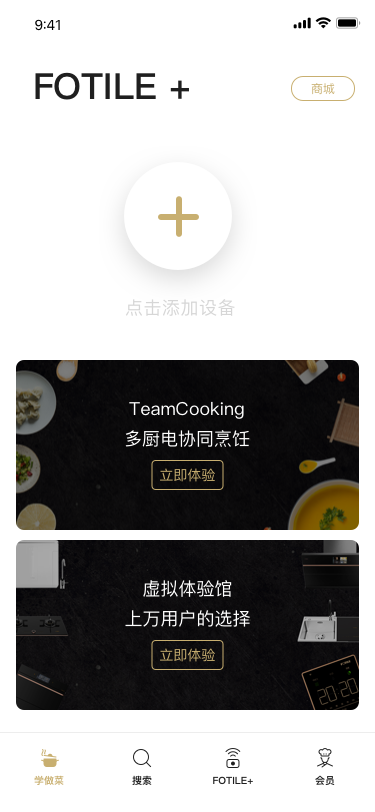 9:41
FOTILE +
商城
点击添加设备
TeamCooking
多厨电协同烹饪
立即体验
虚拟体验馆
上万用户的选择
立即体验
20 20
学做菜
搜索
FOTILE+
会员